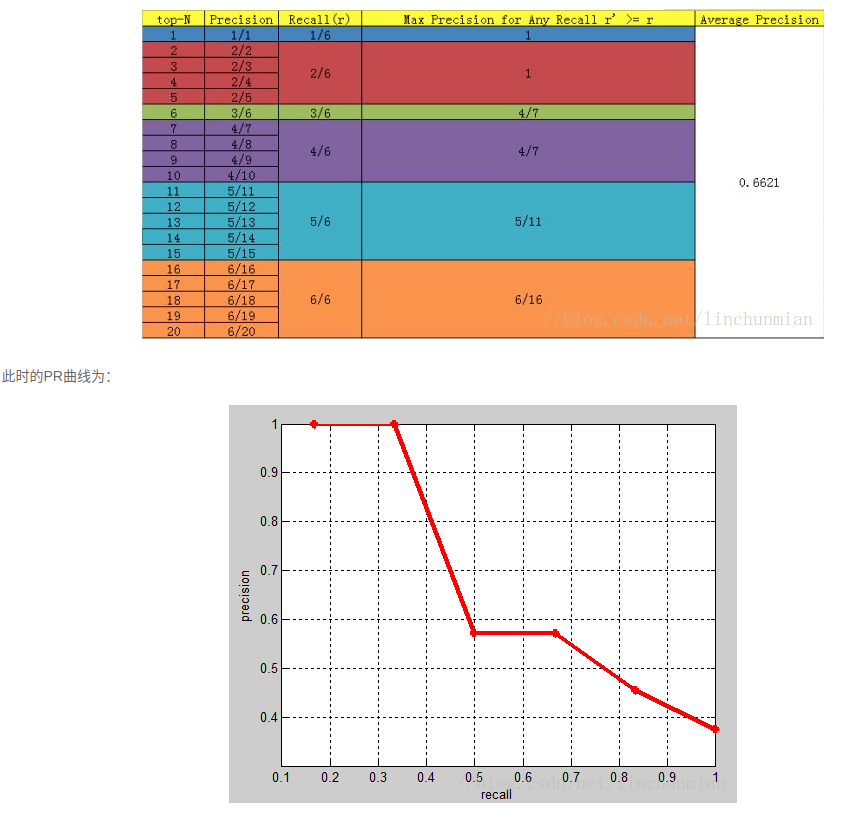 top-N Precision Recall(r) Max Precision for Any Recall r' >= r Average Precision
1 1/1 1/6 1
2 2/2
3 2/3
2/6 1
4 2/4
5 2/5
6 3/6 3/6 4/7
7 4/7
8 4/8
4/6 4/7
9 4/9
10 4/10
0.6621
11 5/11
12 5/12
13 5/13 5/6 5/11
14 5/14
15 5/15
16 6/16
17 6/17
18 6/18 6/6 6/16
19 6/19
20 6/20
//blog.csdn.net/linchunmian
此时的PR曲线为：
1
0.9
0.8
0.7
0.6
0.5
0.4
precision
0.1 0.2 0.3 0.4 0.5 0.6 0.7 0.8 0.9 1
//blog.csdn.net/linchunmian
recall